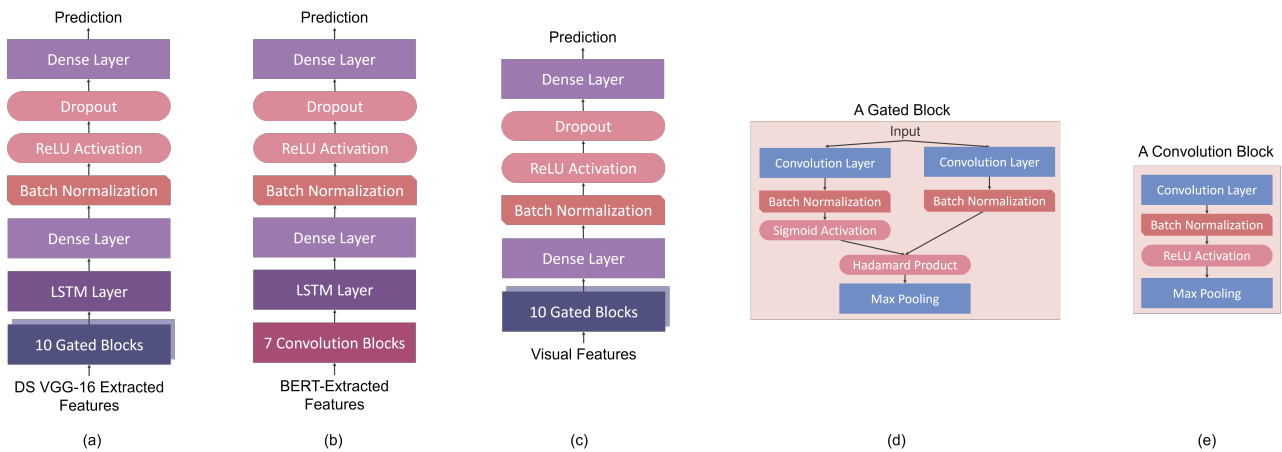 Prediction
Dense Layer
Dropout
ReLU Activation
Batch Normalization
Dense Layer
LSTM Layer
10 Gated Blocks
DS VGG-16 Extracted
Features
(a)
Prediction
Dense Layer
Dropout
ReLU Activation
Batch Normalization
Dense Layer
LSTM Layer
7 Convolution Blocks
BERT-Extracted
Features
(b)
Prediction
Dense Layer
Dropout
ReLU Activation
Batch Normalization
Dense Layer
10 Gated Blocks
Visual Features
(c)
A Gated Block
Input
Convolution Layer
Convolution Layer
Batch Normalization
Batch Normalization
Sigmoid Activation
Hadamard Product
Max Pooling
(d)
A Convolution Block
Convolution Layer
Batch Normalization
ReLU Activation
Max Pooling
(e)